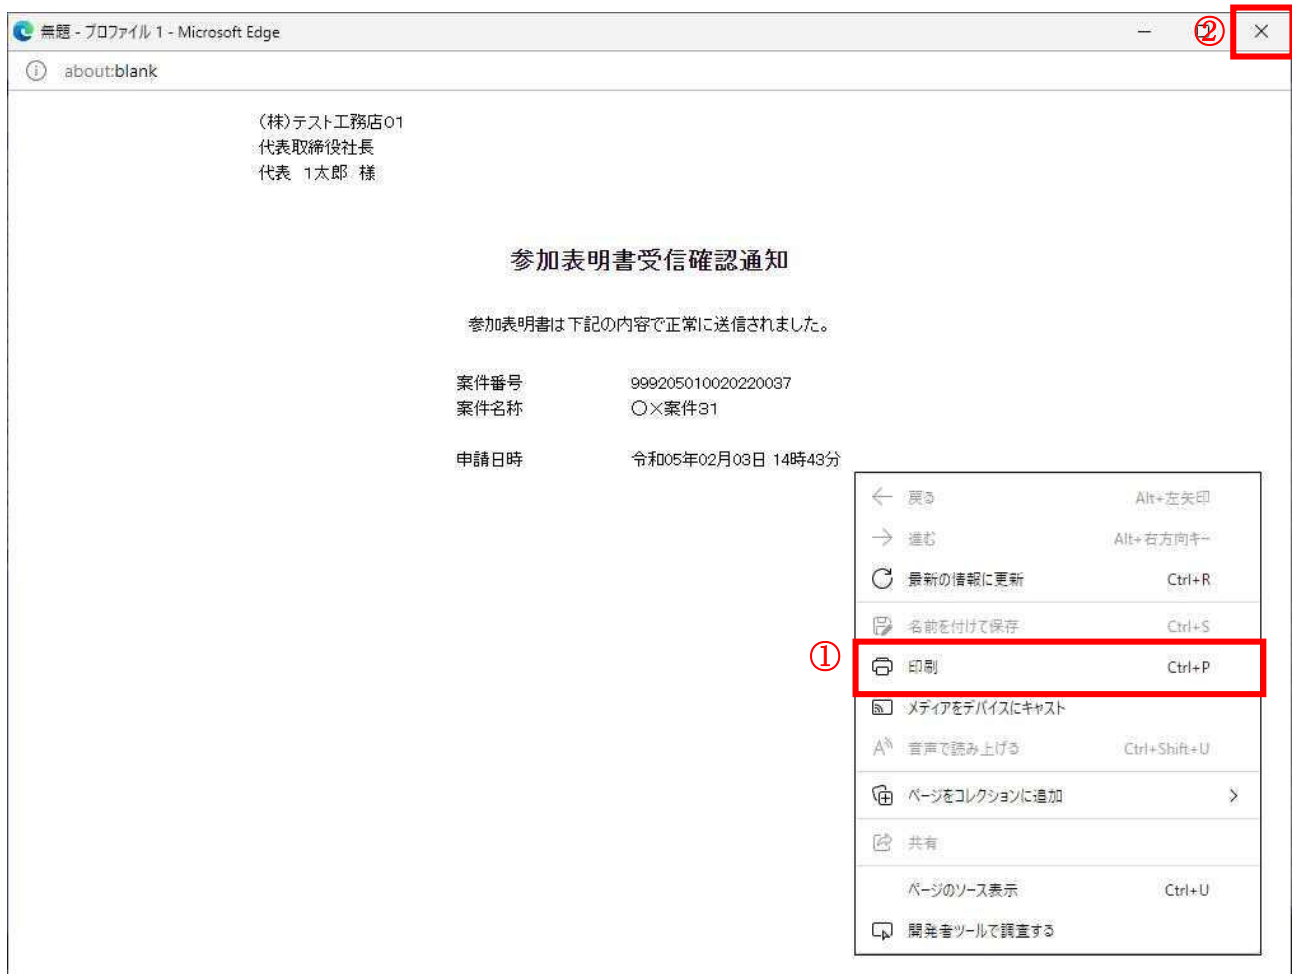 無題 - プロファイル 1 - Microsoft Edge
②
about:blank
(株)テスト工務店01
代表取締役社長
代表 1太郎 様
参加表明書受信確認通知
参加表明書は下記の内容で正常に送信されました。
案件番号 999205010020220037
案件名称 〇×案件31
申請日時 令和05年02月03日 14時43分
戻る Alt+左矢印
進む Alt+右方向キー
最新の情報に更新 Ctrl+R
名前を付けて保存 Ctrl+S
① 印刷 Ctrl+P
メディアをデバイスにキャスト
音声で読み上げる Ctrl+Shift+U
ページをコレクションに追加
共有
ページのソース表示 Ctrl+U
開発者ツールで調査する